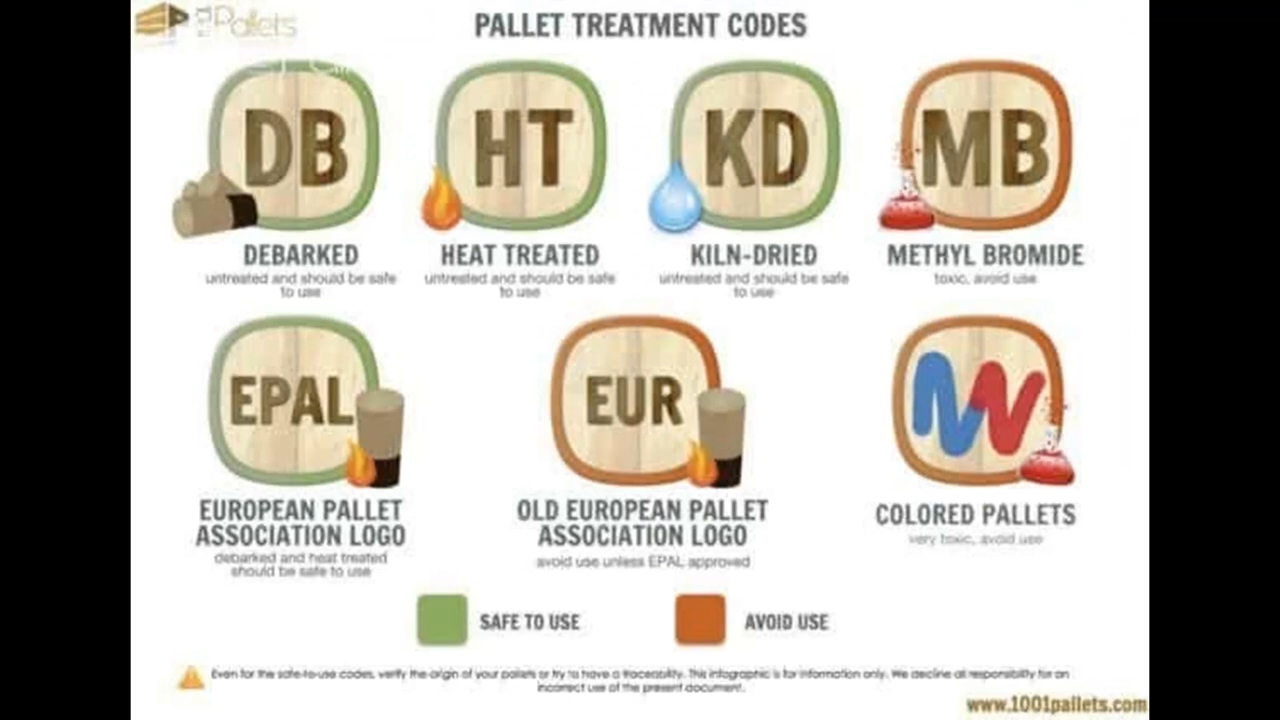 Pallets
PALLET TREATMENT CODES
DB
HT
KD
MB
DEBARKED
untreated and should be safe
to use
HEAT TREATED
untreated and should be safe
to use
KILN-DRIED
untreated and should be safe
to use
METHYL BROMIDE
toxic, avoid use
EPAL
EUR
EUROPEAN PALLET
ASSOCIATION LOGO
debarked and heat treated
should be safe to use
OLD EUROPEAN PALLET
ASSOCIATION LOGO
avoid use unless EPAL approved
COLORED PALLETS
very toxic, avoid use
SAFE TO USE
AVOID USE
Even for the safe-to-use codes, verify the origin of your pallets or try to have a traceability. This infographic is for information only. We decline all responsibility for an
incorrect use of the present document.
www.1001pallets.com